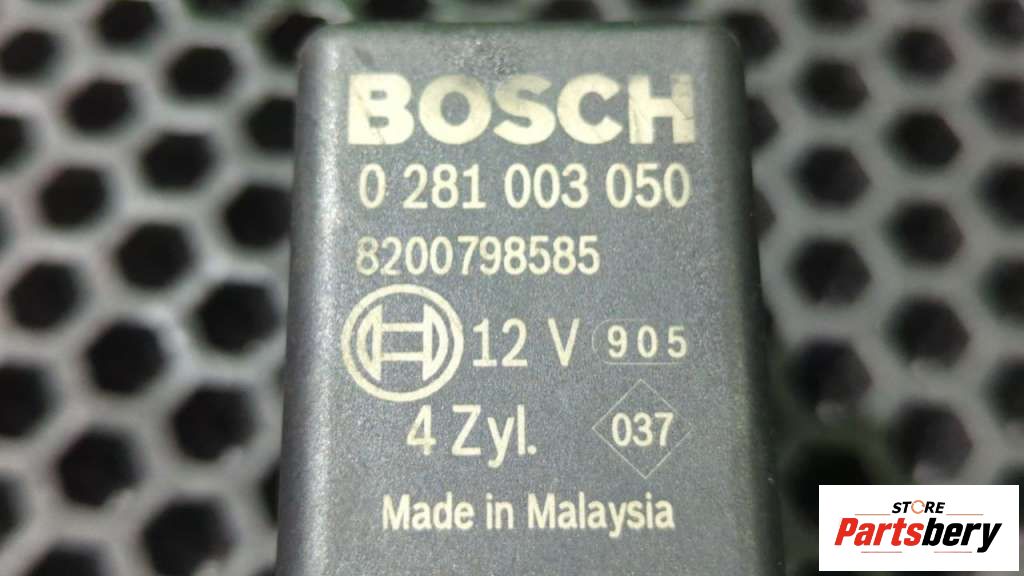 BOSCH
0 281 003 050
8200798585
12 V 905
4 Zyl. 037
Made in Malaysia
STORE
Partsbery